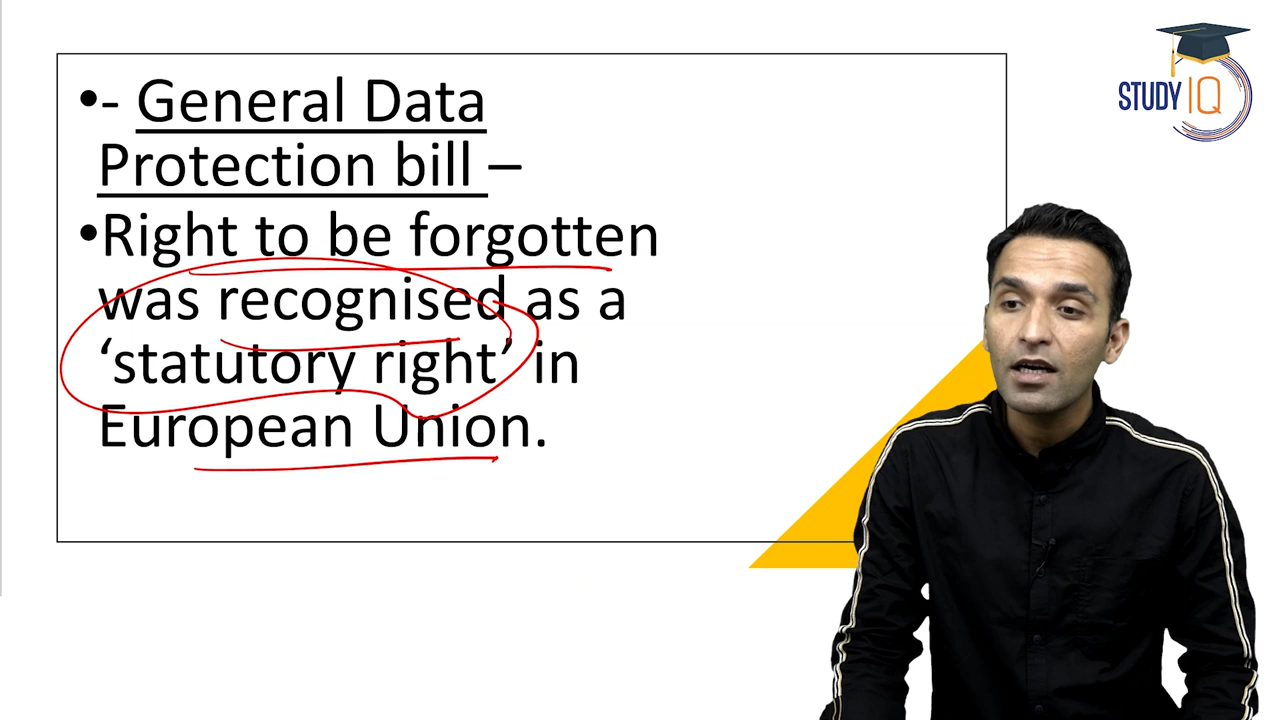 •- General Data
Protection bill –
•Right to be forgotten
was recognised as a
‘statutory right’ in
European Union.
STUDY IQ